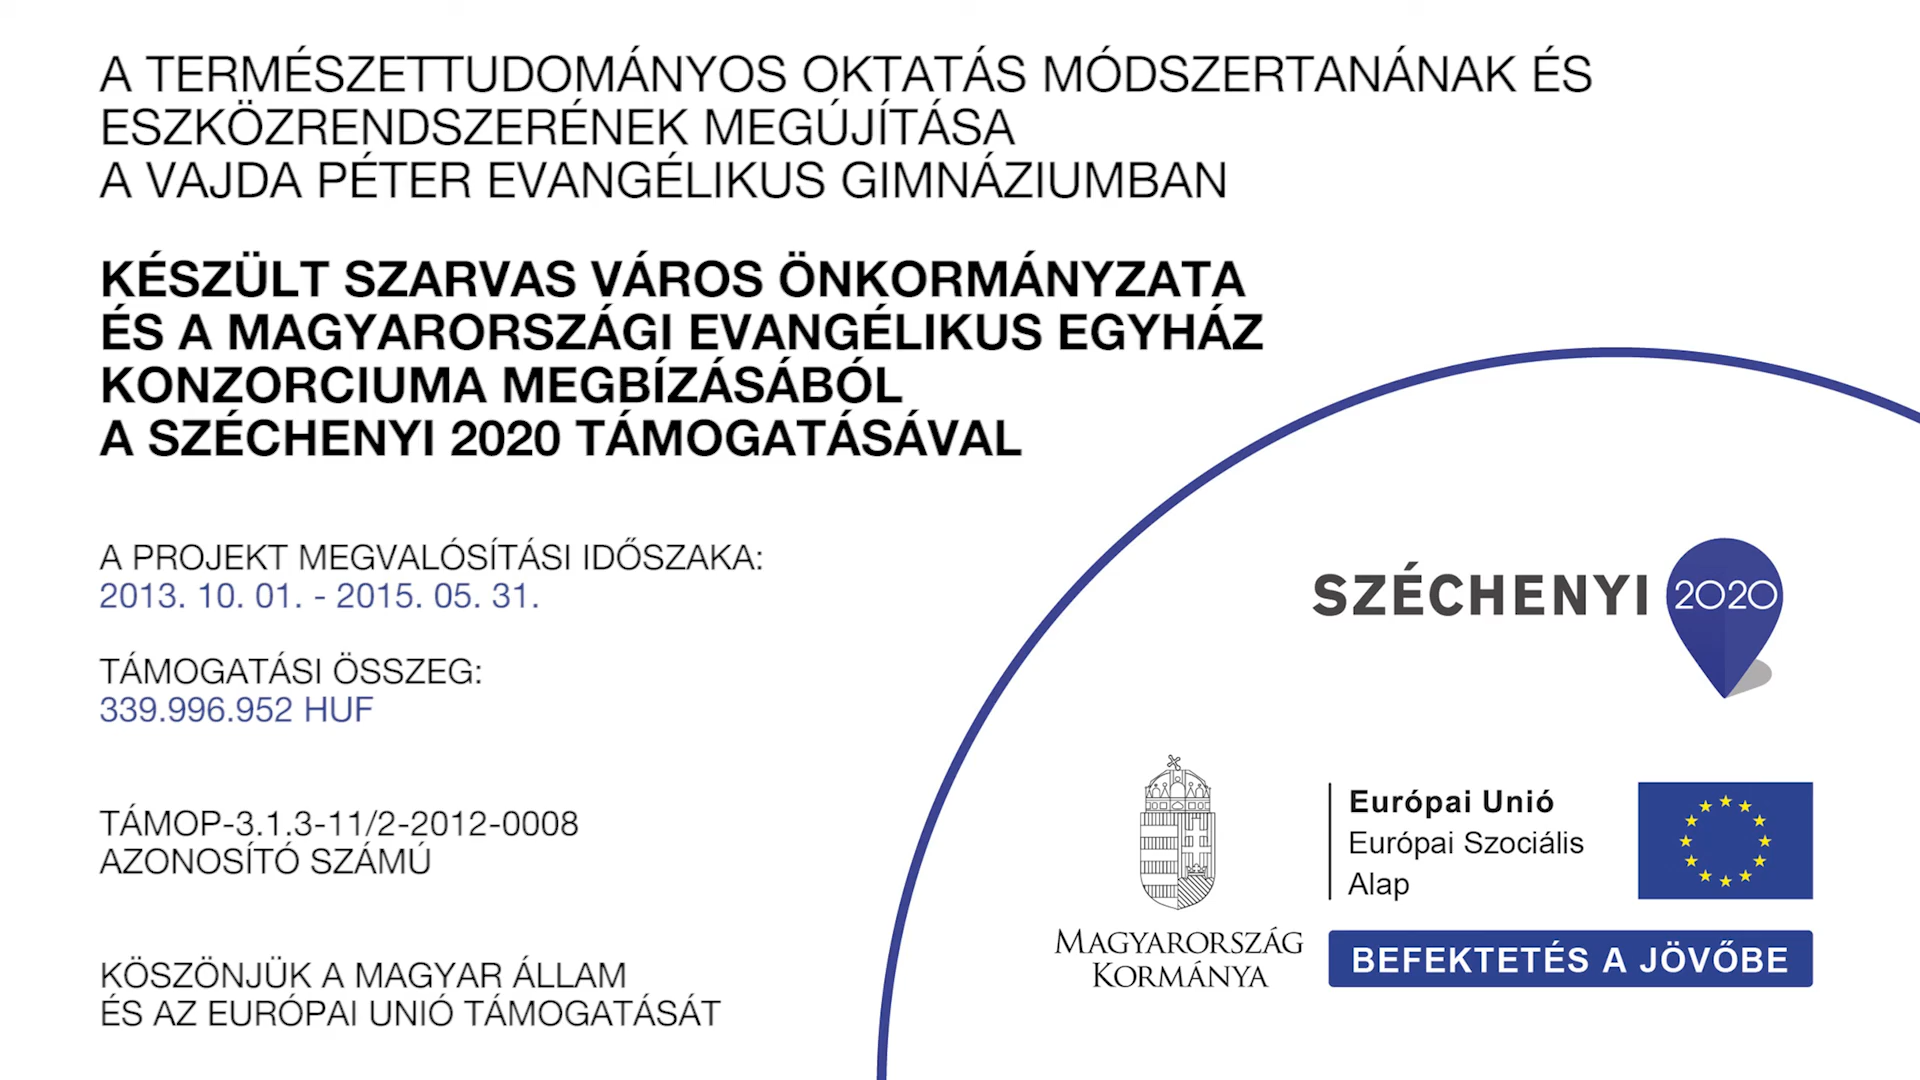 A TERMÉSZETTUDOMÁNYOS OKTATÁS MÓDSZERTANÁNAK ÉS
ESZKÖZRENDSZERÉNEK MEGÚJÍTÁSA
A VAJDA PÉTER EVANGÉLIKUS GIMNÁZIUMBAN
KÉSZÜLT SZARVAS VÁROS ÖNKORMÁNYZATA
ÉS A MAGYARORSZÁGI EVANGÉLIKUS EGYHÁZ
KONZORCIUMA MEGBÍZÁSÁBÓL
A SZÉCHENYI 2020 TÁMOGATÁSÁVAL
A PROJEKT MEGVALÓSÍTÁSI IDŐSZAKA:
2013. 10. 01. - 2015. 05. 31.
TÁMOGATÁSI ÖSSZEG:
339.996.952 HUF
TÁMOP-3.1.3-11/2-2012-0008
AZONOSÍTÓ SZÁMÚ
KÖSZÖNJÜK A MAGYAR ÁLLAM
ÉS AZ EURÓPAI UNIÓ TÁMOGATÁSÁT
SZÉCHENYI 2020
MAGYARORSZÁG
KORMÁNYA
Európai Unió
Európai Szociális
Alap
BEFEKTETÉS A JÖVŐBE